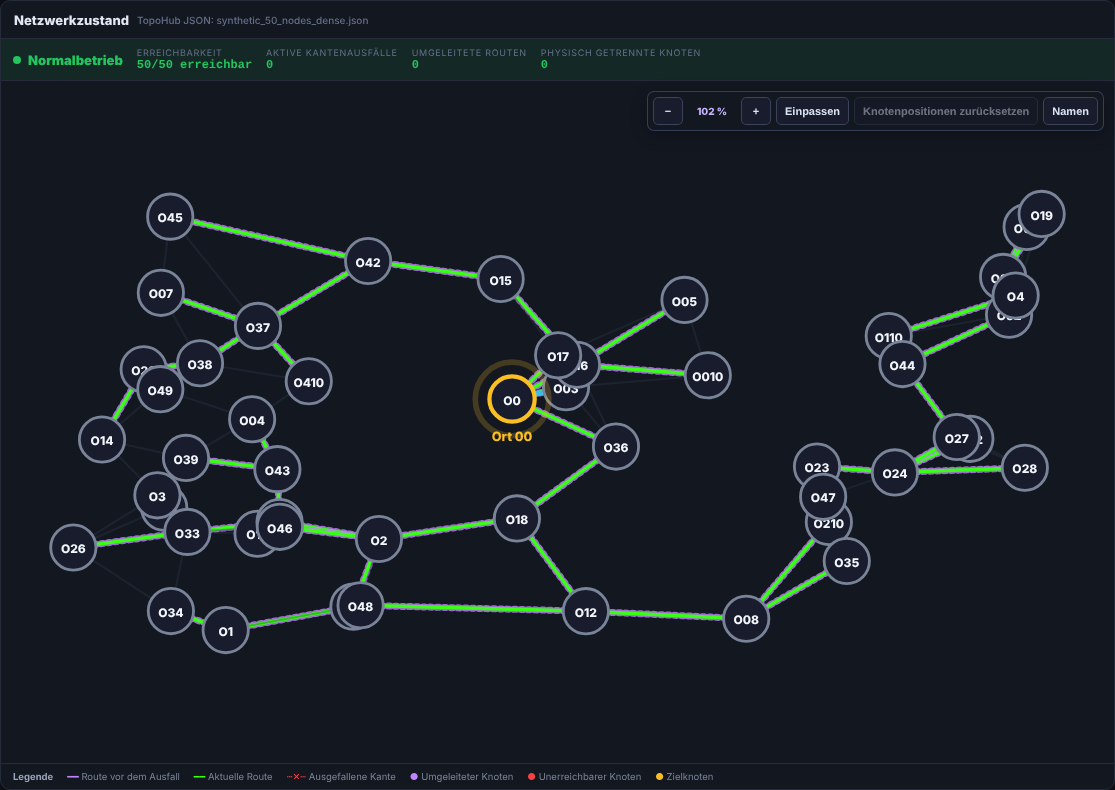 Netzwerkzustand TopoHub JSON: synthetic_50_nodes_dense.json
Normalbetrieb
ERREICHBARKEIT
50/50 erreichbar
AKTIVE KANTENAUSFÄLLE
0
UMGELEITETE ROUTEN
0
PHYSISCH GETRENNTE KNOTEN
0
− 102 % + Einpassen Knotenpositionen zurücksetzen Namen
O45
O19
O42
O15
O07
O05
O4
O37
O110
O17
O38
O44
O0010
O410
O49
O0
Ort 00
O04
O14
O36
O27
O39
O43
O23
O24
O28
O3
O47
O18
O210
O46
O33
O2
O26
O35
O48
O34
O12
O08
O1
Legende Route vor dem Ausfall Aktuelle Route Ausgefallene Kante Umgeleiteter Knoten Unerreichbarer Knoten Zielknoten